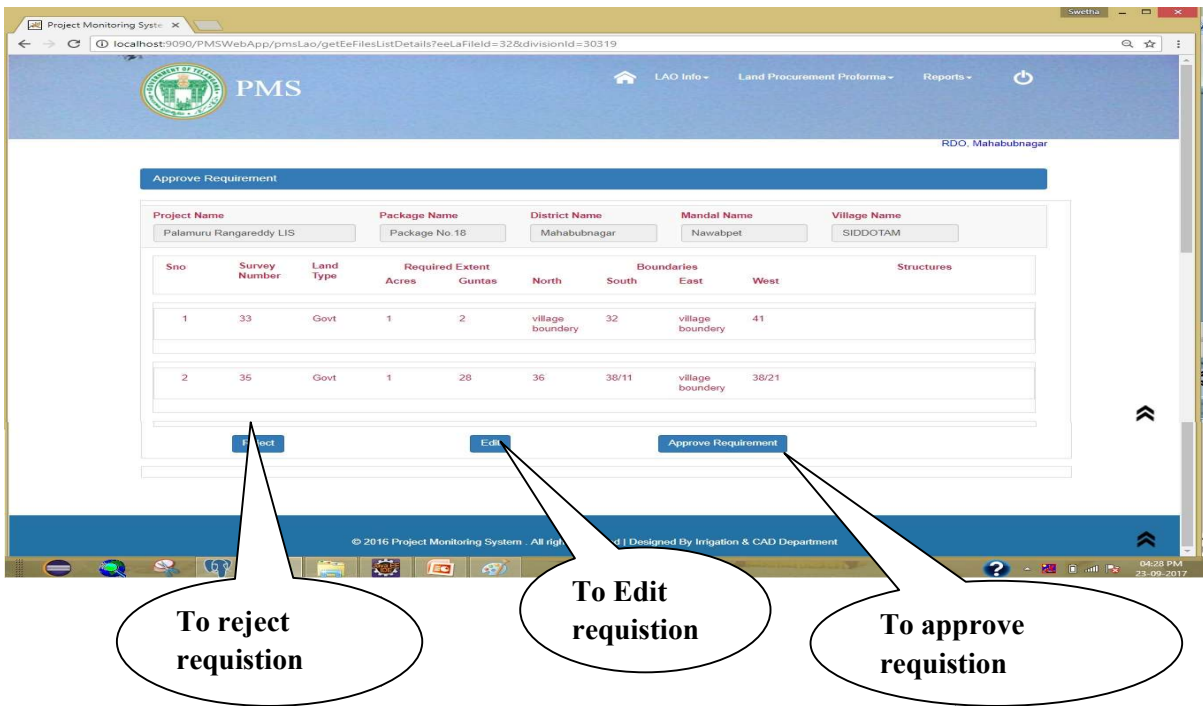 Swetha
Project Monitoring Syste
localhost:9090/PMSWebApp/pmsLao/getEeFilesListDetails?eeLaFileId=32&divisionId=30319
PMS
LAO Info
Land Procurement Proforma
Reports
RDO, Mahabubnagar
Approve Requirement
Project Name Package Name District Name Mandal Name Village Name
Palamuru Rangareddy LIS Package No.18 Mahabubnagar Nawabpet SIDDOTAM
Sno Survey Land Required Extent Boundaries Structures
Number Type Acres Guntas North South East West
1 33 Govt 1 2 village 32 village 41
boundery boundery
2 35 Govt 1 28 36 38/11 village 38/21
boundery
Reject Edit Approve Requirement
© 2016 Project Monitoring System . All | Designed By Irrigation & CAD Department
04:28 PM
23-09-2017
To reject
requistion
To Edit
requistion
To approve
requistion